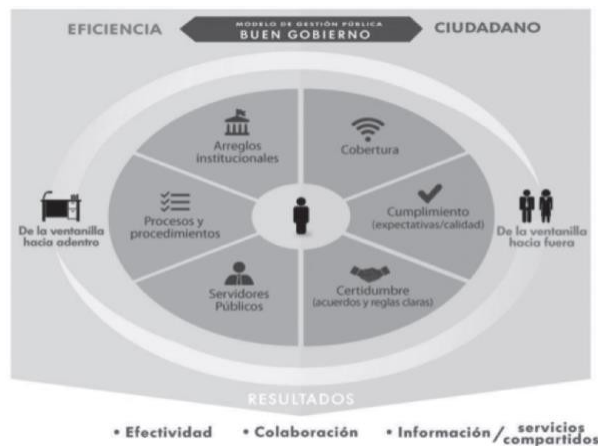 EFICIENCIA
MODELO DE GESTIÓN PÚBLICA
BUEN GOBIERNO
CIUDADANO
Arreglos
institucionales
Cobertura
De la ventanilla
hacia adentro
Procesos y
procedimientos
Cumplimiento
(expectativas/calidad)
De la ventanilla
hacia fuera
Servidores
Públicos
Certidumbre
(acuerdos y reglas claras)
RESULTADOS
• Efectividad • Colaboración • Información / servicios
compartidos